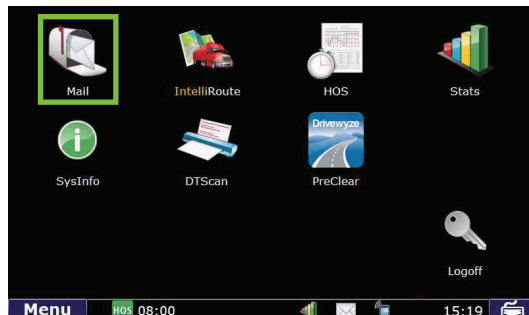 Mail IntelliRoute HOS Stats
Drivewyze
SysInfo DTScan PreClear
Logoff
Menu HOS 08:00 15:19